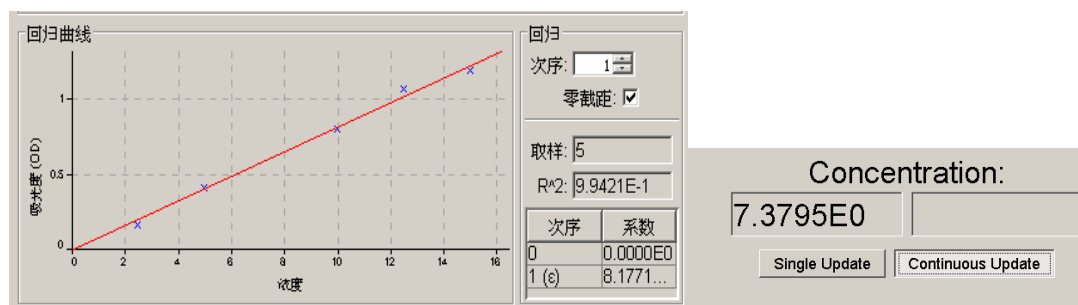 回归曲线
吸光度 (OD)
1
0.5
0
0 2 4 6 8 10 12 14 16
浓度
回归
次序: 1
零截距:
取样: 5
R^2: 9.9421E-1
次序 系数
0 0.0000E0
1 (ε) 8.1771...
Concentration:
7.3795E0
Single Update Continuous Update